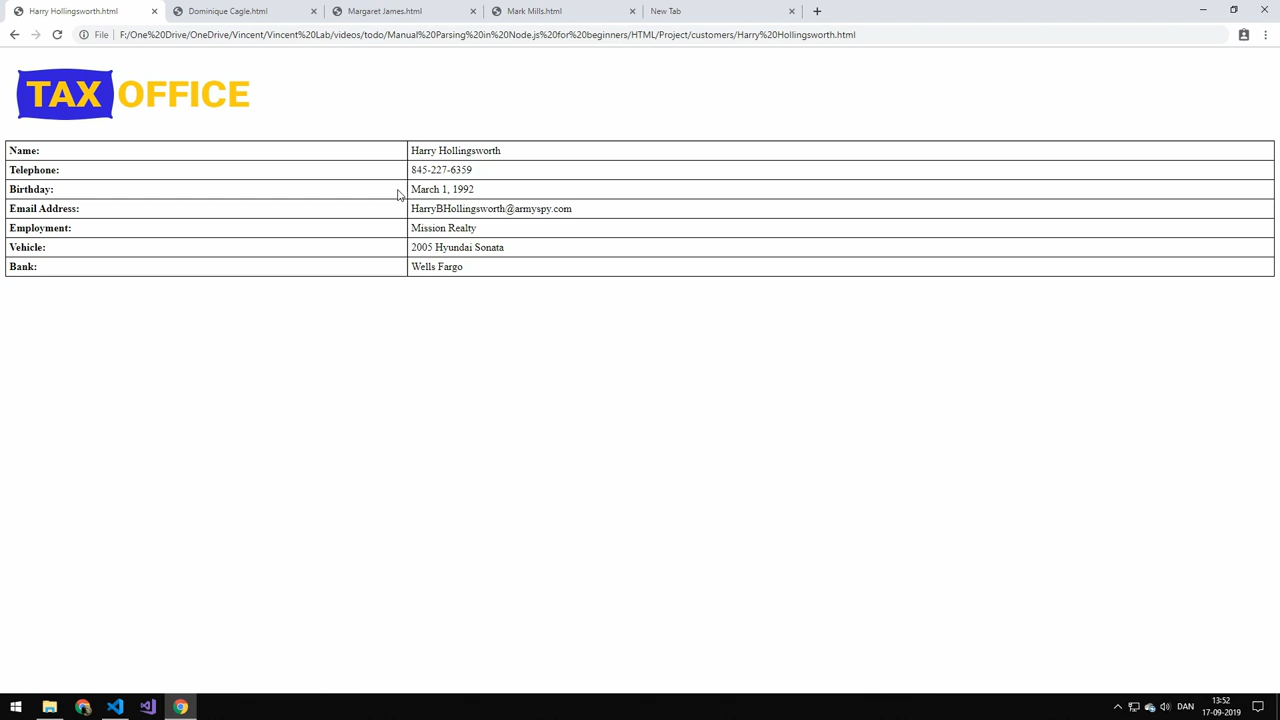 Harry Hollingsworth.html
Dominique Cagle.html
Margaret James.html
Mark Mills.html
New Tab
File F:/One%20Drive/OneDrive/Vincent/Vincent%20Lab/videos/todo/Manual%20Parsing%20in%20Node.js%20for%20beginners/HTML/Project/customers/Harry%20Hollingsworth.html
TAX OFFICE
Name: Harry Hollingsworth
Telephone: 845-227-6359
Birthday: March 1, 1992
Email Address: HarryBHollingsworth@armyspy.com
Employment: Mission Realty
Vehicle: 2005 Hyundai Sonata
Bank: Wells Fargo
DAN
13:52
17-09-2019